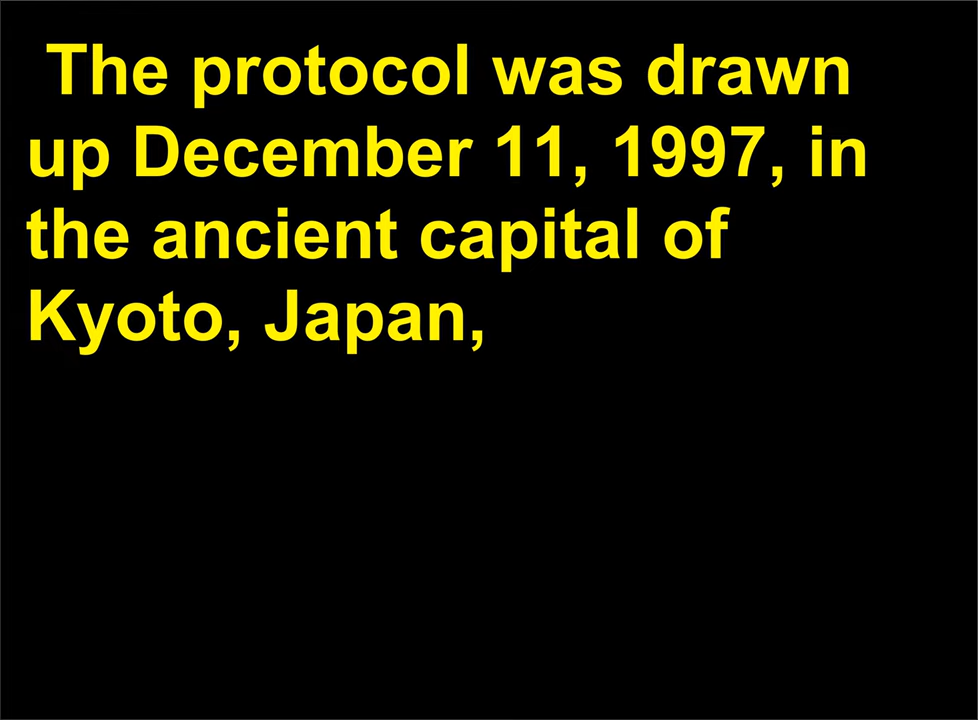 The protocol was drawn
up December 11, 1997, in
the ancient capital of
Kyoto, Japan,